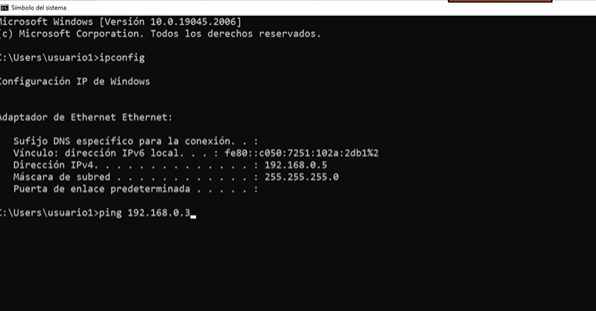 Símbolo del sistema
Microsoft Windows [Versión 10.0.19045.2006]
(c) Microsoft Corporation. Todos los derechos reservados.
C:\Users\usuario1>ipconfig
Configuración IP de Windows
Adaptador de Ethernet Ethernet:
Sufijo DNS específico para la conexión. . :
Vínculo: dirección IPv6 local. . . : fe80::c050:7251:102a:2db1%2
Dirección IPv4. . . . . . . . . . . . . . : 192.168.0.5
Máscara de subred . . . . . . . . . . . . : 255.255.255.0
Puerta de enlace predeterminada . . . . . :
C:\Users\usuario1>ping 192.168.0.3_